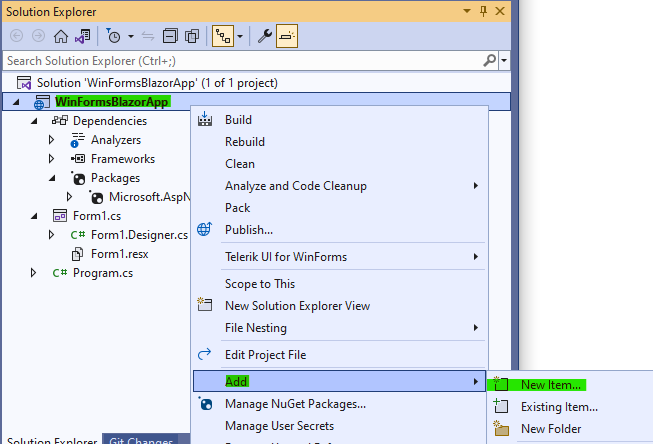 Solution Explorer
Search Solution Explorer (Ctrl+;)
Solution 'WinFormsBlazorApp' (1 of 1 project)
WinFormsBlazorApp
Dependencies
Analyzers
Frameworks
Packages
Microsoft.AspN
Form1.cs
C# Form1.Designer.cs
Form1.resx
C# Program.cs
Build
Rebuild
Clean
Analyze and Code Cleanup
Pack
Publish...
Telerik UI for WinForms
Scope to This
New Solution Explorer View
File Nesting
Edit Project File
Add
Manage NuGet Packages...
Manage User Secrets
New Item...
Existing Item...
New Folder
Solution Explorer
Git Changes